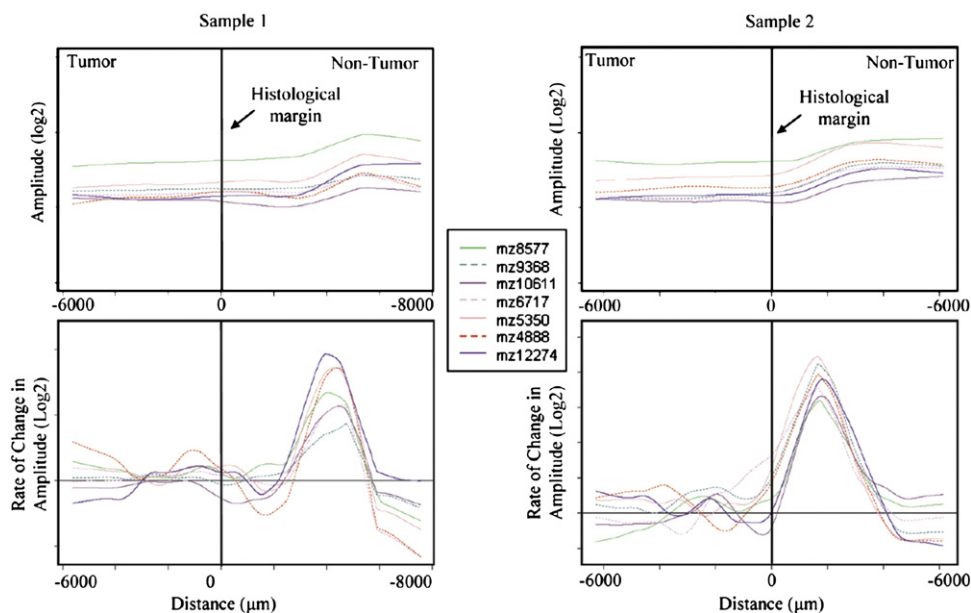 Sample 1
Sample 2
Tumor
Non-Tumor
Histological
margin
Amplitude (log2)
-6000
0
-8000
Tumor
Non-Tumor
Histological
margin
Amplitude (Log2)
-6000
0
-6000
mz8577
mz9368
mz10611
mz6717
mz5350
mz4888
mz12274
Rate of Change in
Amplitude (Log2)
-6000
0
-8000
Distance (µm)
Rate of Change in
Amplitude (Log2)
-6000
0
-6000
Distance (µm)